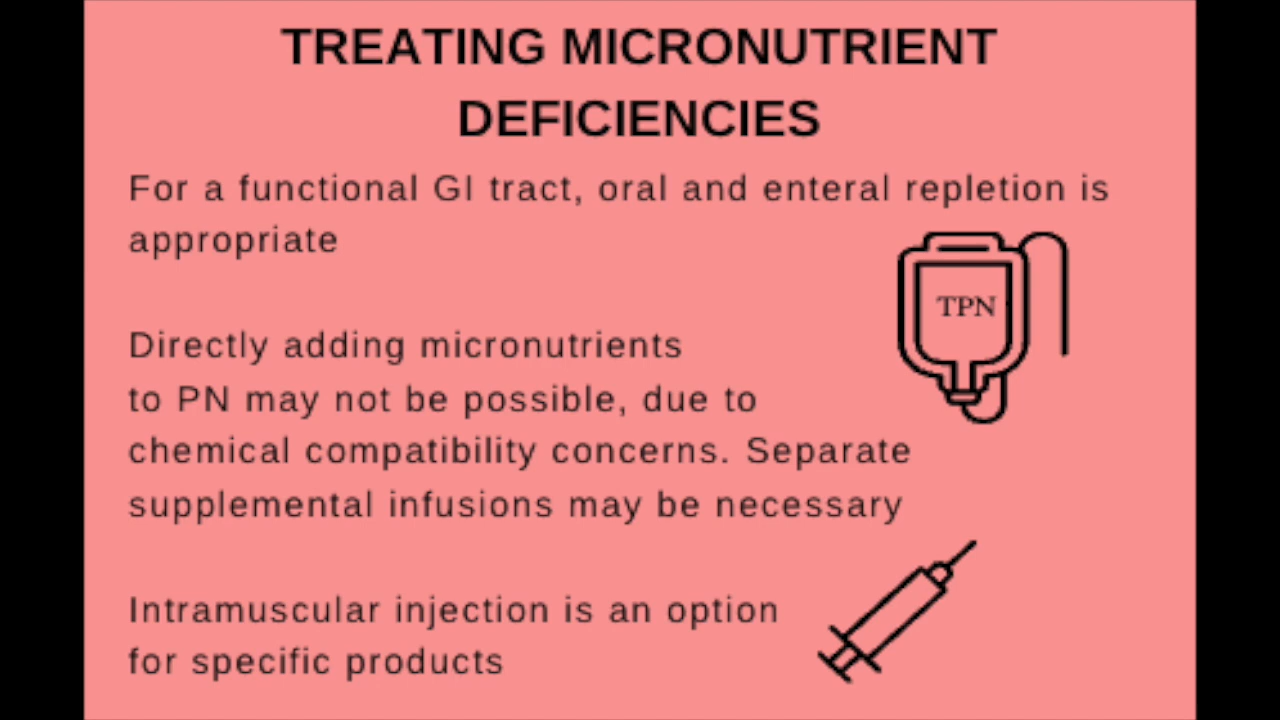 TREATING MICRONUTRIENT
DEFICIENCIES
For a functional GI tract, oral and enteral repletion is
appropriate
TPN
Directly adding micronutrients
to PN may not be possible, due to
chemical compatibility concerns. Separate
supplemental infusions may be necessary
Intramuscular injection is an option
for specific products